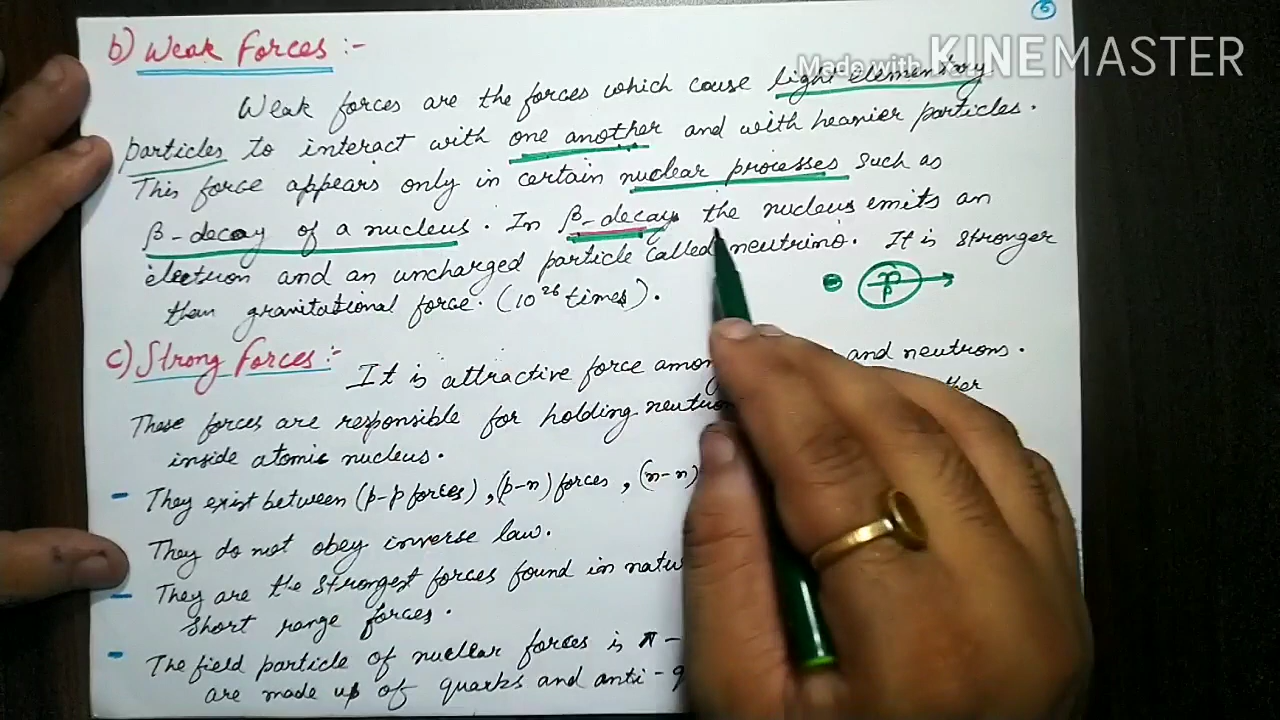 5
Made with KINEMASTER
b) Weak Forces :-
Weak forces are the forces which cause light elementry
particles to interact with one another and with heavier particles.
This force appears only in certain nuclear processes such as
β-decay of a nucleus. In β-decay the nucleus emits an
electron and an uncharged particle called neutrino. It is stronger
than gravitational force. (10²⁶ times).
p
c) Strong Forces :- It is attractive force among and neutrons.
These forces are responsible for holding
inside atomic nucleus.
- They exist between (p-p forces), (p-n) forces, (n-n)
They do not obey inverse law.
- They are the strongest forces found in
short range forces.
- The field particle of nuclear forces is π-
are made up of quarks and anti-